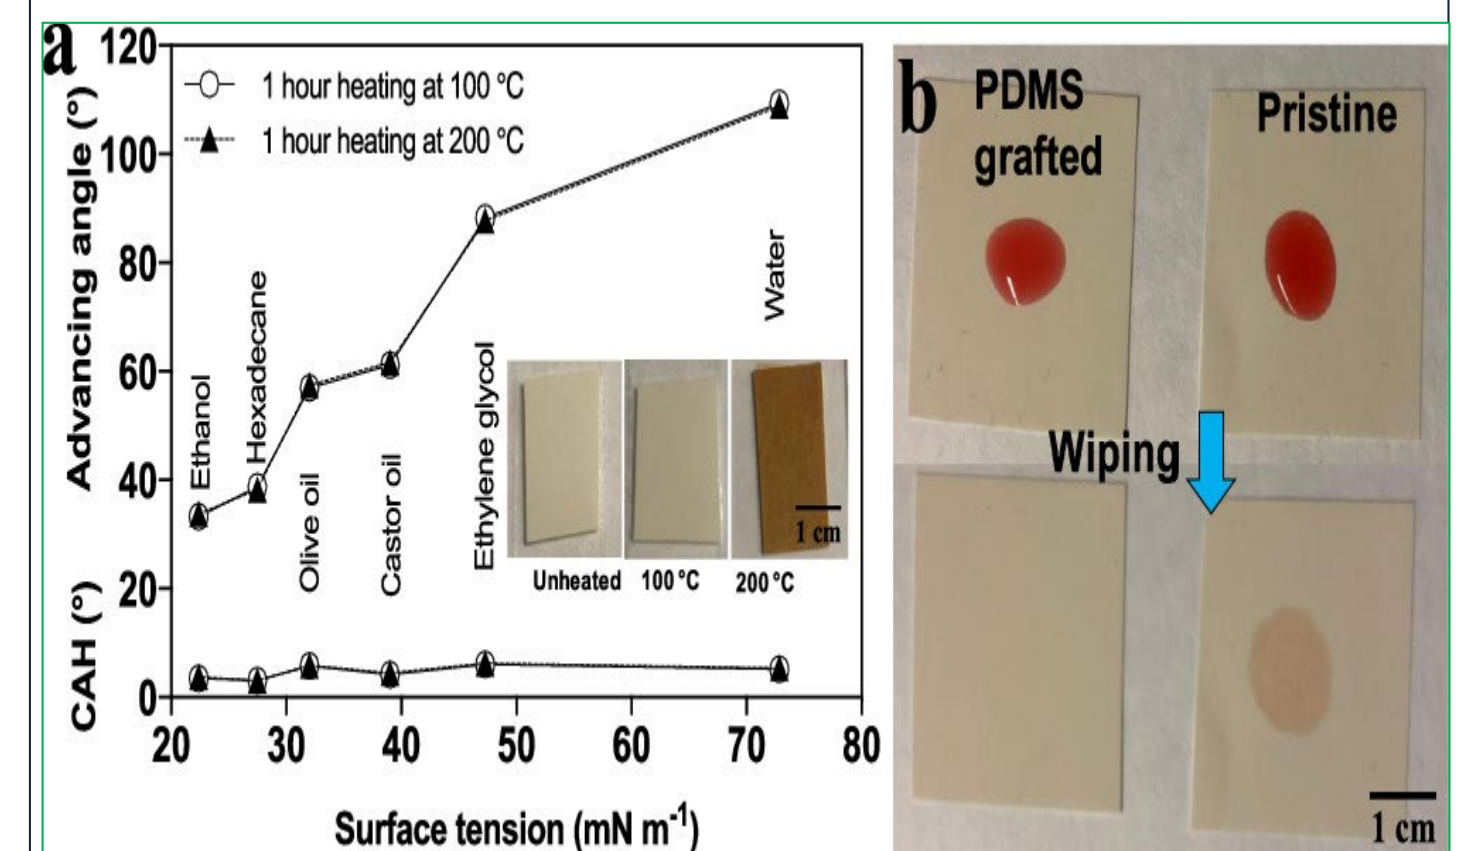 a
120
100
80
60
40
20
0
Advancing angle (°)
CAH (°)
1 hour heating at 100 °C
1 hour heating at 200 °C
Ethanol
Hexadecane
Olive oil
Castor oil
Ethylene glycol
Water
1 cm
Unheated 100 °C 200 °C
20 30 40 50 60 70 80
Surface tension (mN m⁻¹)
b
PDMS
grafted
Pristine
Wiping
1 cm